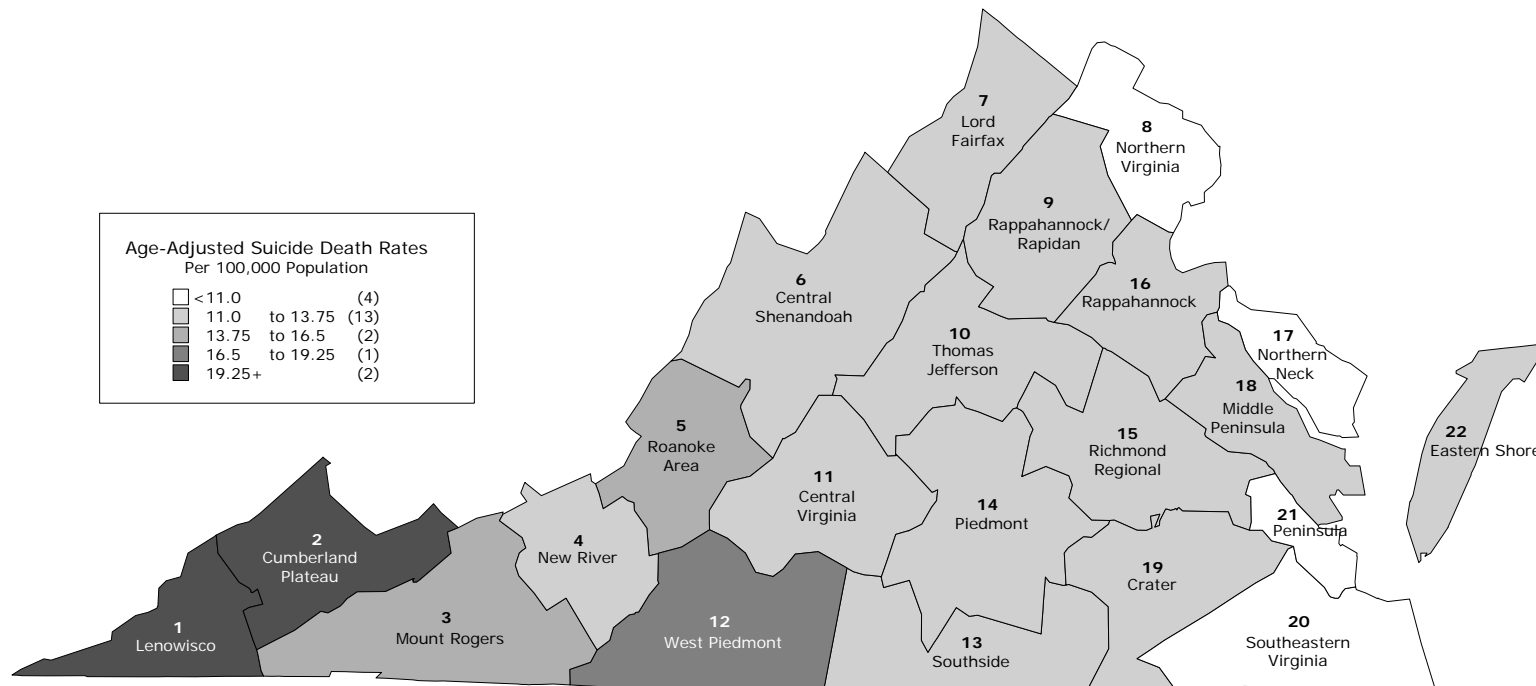 7
Lord
Fairfax
8
Northern
Virginia
9
Rappahannock/
Rapidan
Age-Adjusted Suicide Death Rates
Per 100,000 Population
<11.0 (4)
11.0 to 13.75 (13)
13.75 to 16.5 (2)
16.5 to 19.25 (1)
19.25+ (2)
6
Central
Shenandoah
16
Rappahannock
10
Thomas
Jefferson
17
Northern
Neck
18
Middle
Peninsula
5
Roanoke
Area
15
Richmond
Regional
22
Eastern Shore
11
Central
Virginia
14
Piedmont
21
Peninsula
2
Cumberland
Plateau
4
New River
19
Crater
1
Lenowisco
3
Mount Rogers
12
West Piedmont
13
Southside
20
Southeastern
Virginia